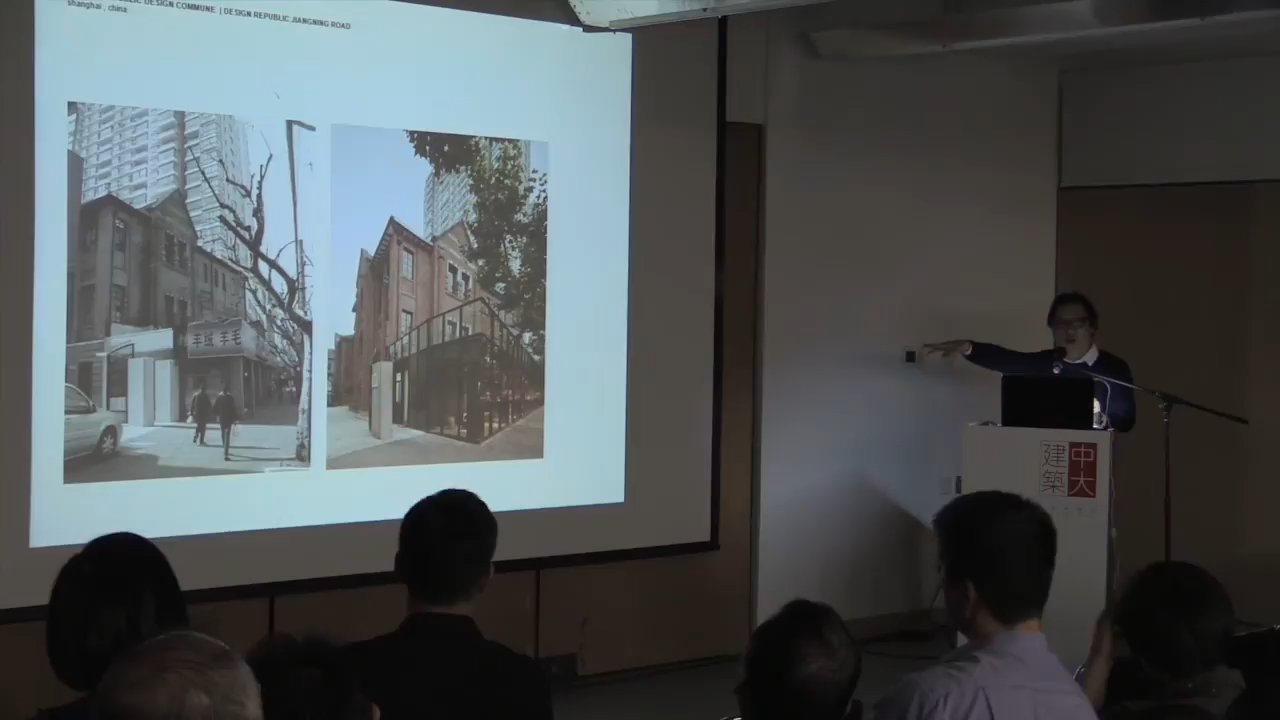 DESIGN COMMUNE | DESIGN REPUBLIC JIANGNING ROAD
shanghai , china
羊绒 羊毛
建築
中大